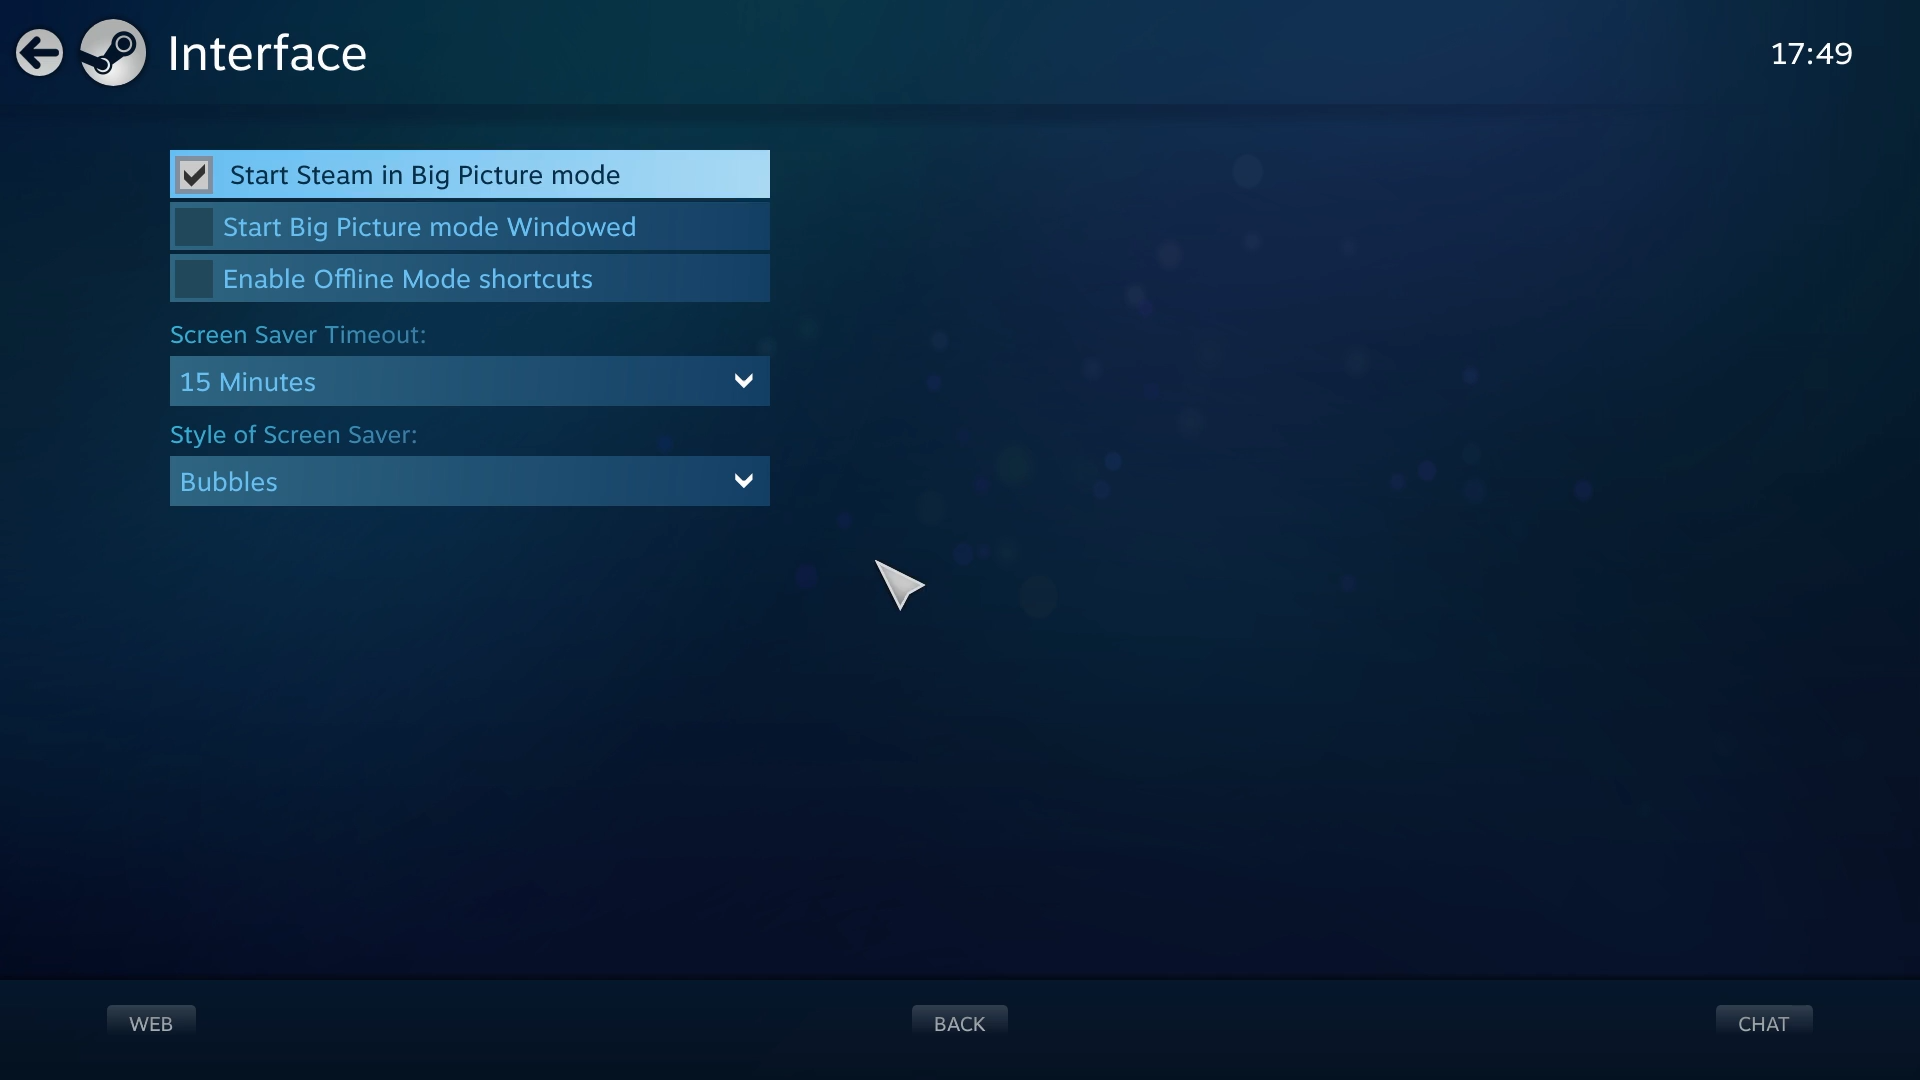 Interface
17:49
Start Steam in Big Picture mode
Start Big Picture mode Windowed
Enable Offline Mode shortcuts
Screen Saver Timeout:
15 Minutes
Style of Screen Saver:
Bubbles
WEB
BACK
CHAT